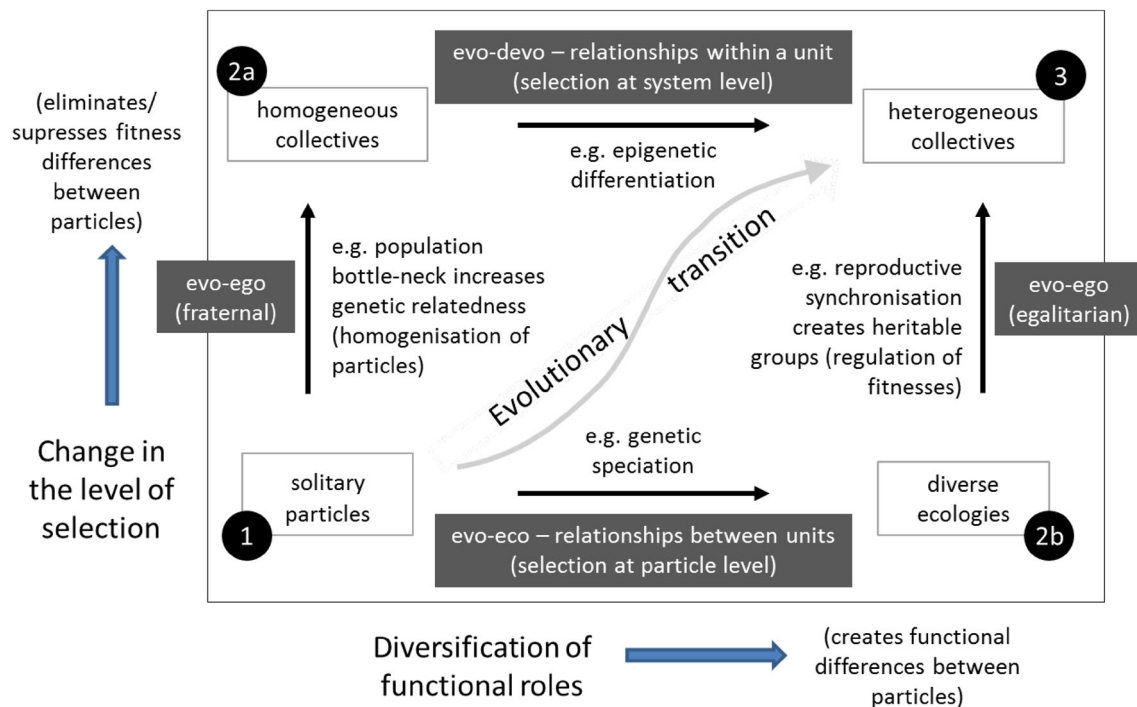 evo-devo – relationships within a unit
(selection at system level)
2a
3
(eliminates/
supresses fitness
differences
between
particles)
homogeneous
collectives
heterogeneous
collectives
e.g. epigenetic
differentiation
evo-ego
(fraternal)
e.g. population
bottle-neck increases
genetic relatedness
(homogenisation of
particles)
Evolutionary
transition
e.g. reproductive
synchronisation
creates heritable
groups (regulation of
fitnesses)
evo-ego
(egalitarian)
Change in
the level of
selection
solitary
particles
1
e.g. genetic
speciation
diverse
ecologies
2b
evo-eco – relationships between units
(selection at particle level)
Diversification of
functional roles
(creates functional
differences between
particles)